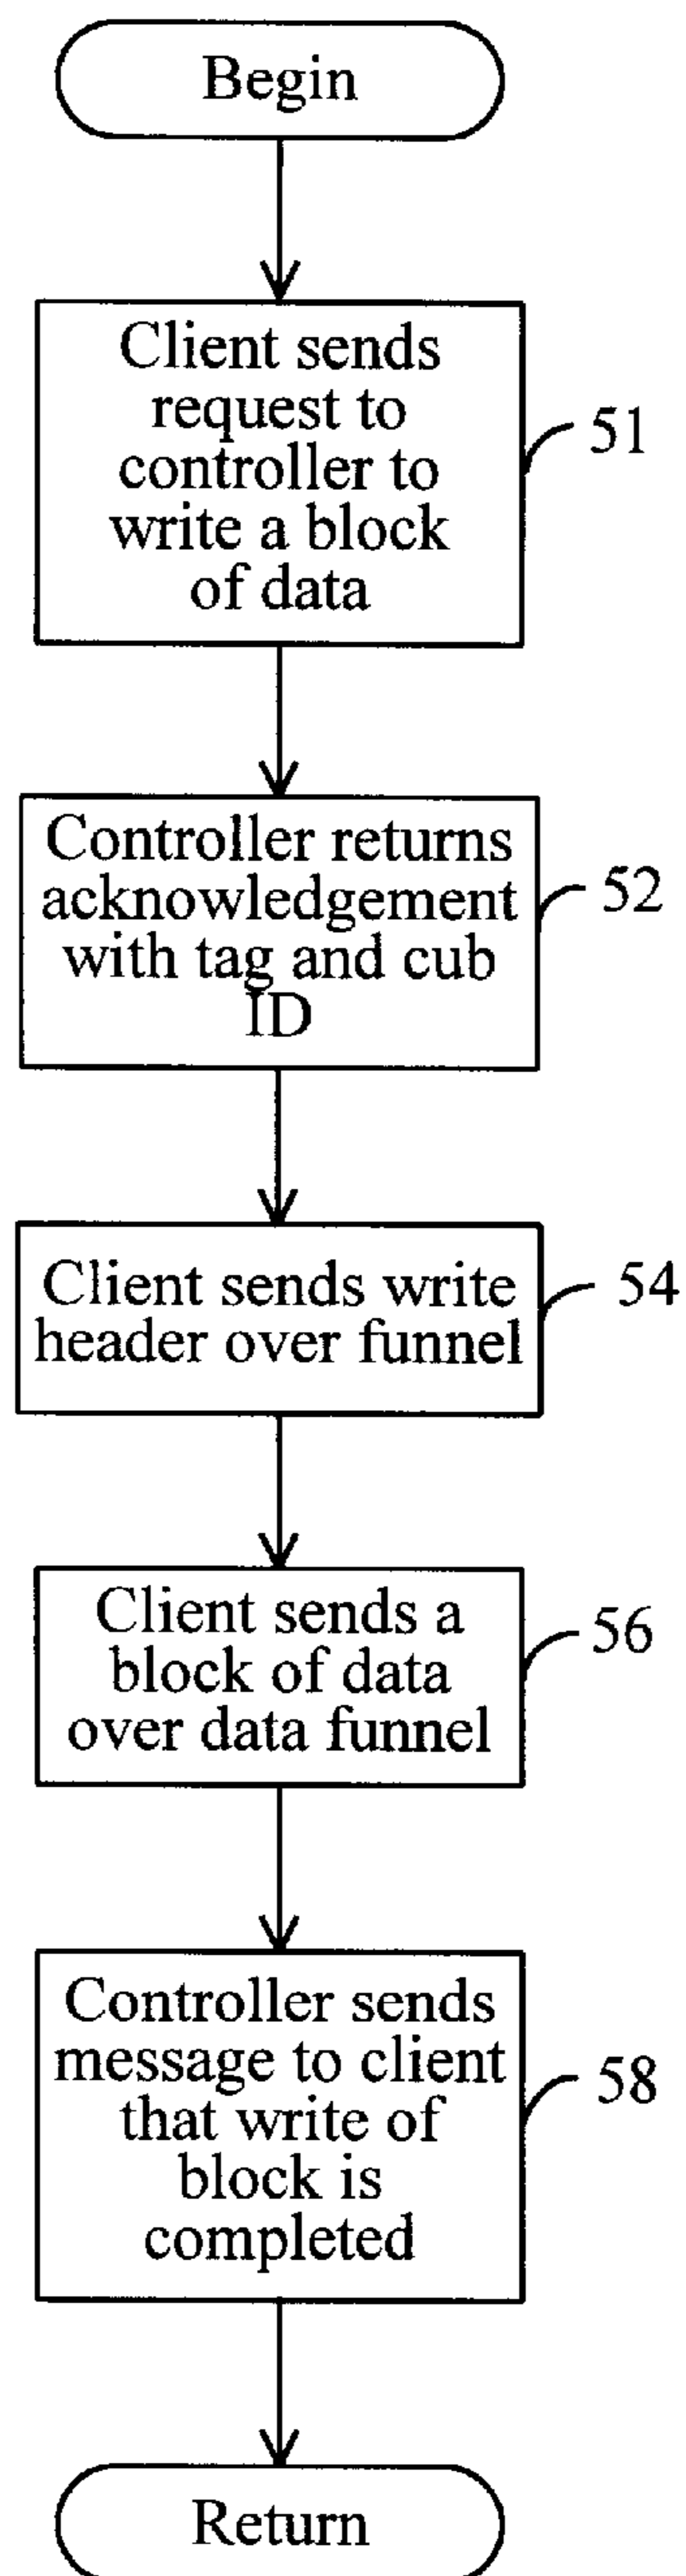 Begin
Client sends
request to
controller to
write a block
of data
51
Controller returns
acknowledgement
with tag and cub
ID
52
Client sends write
header over funnel
54
Client sends a
block of data
over data funnel
56
Controller sends
message to client
that write of
block is
completed
58
Return